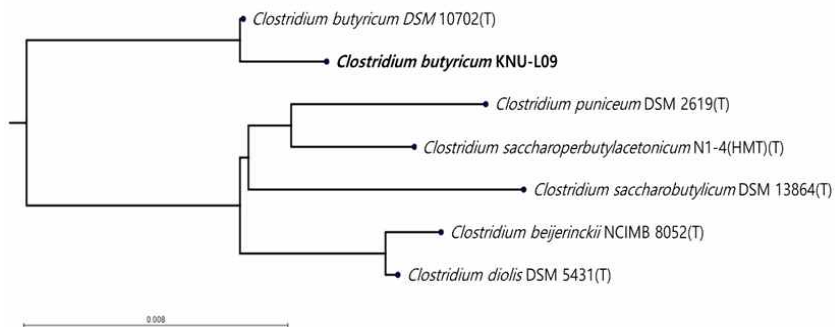 Clostridium butyricum DSM 10702(T)
Clostridium butyricum KNU-L09
Clostridium puniceum DSM 2619(T)
Clostridium saccharoperbutylacetonicum N1-4(HMT)(T)
Clostridium saccharobutylicum DSM 13864(T)
Clostridium beijerinckii NCIMB 8052(T)
Clostridium diolis DSM 5431(T)
0.008